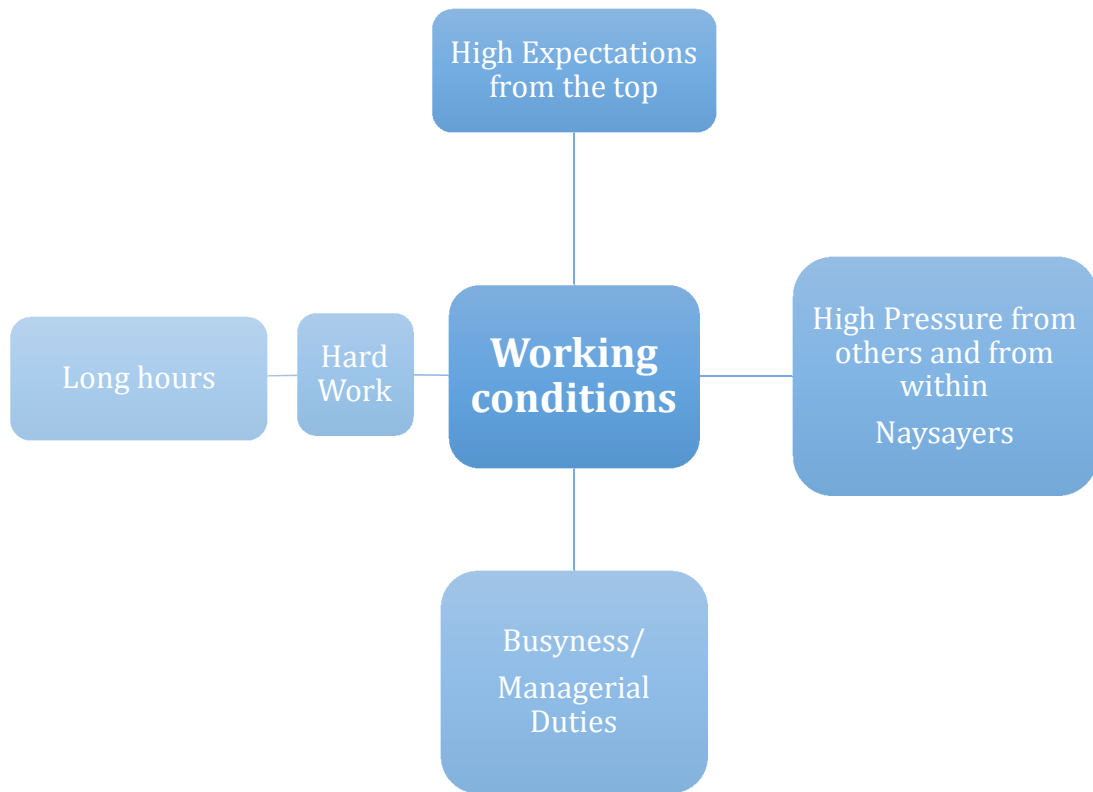 High Expectations
from the top
Long hours
Hard
Work
Working
conditions
High Pressure from
others and from
within
Naysayers
Busyness/
Managerial
Duties